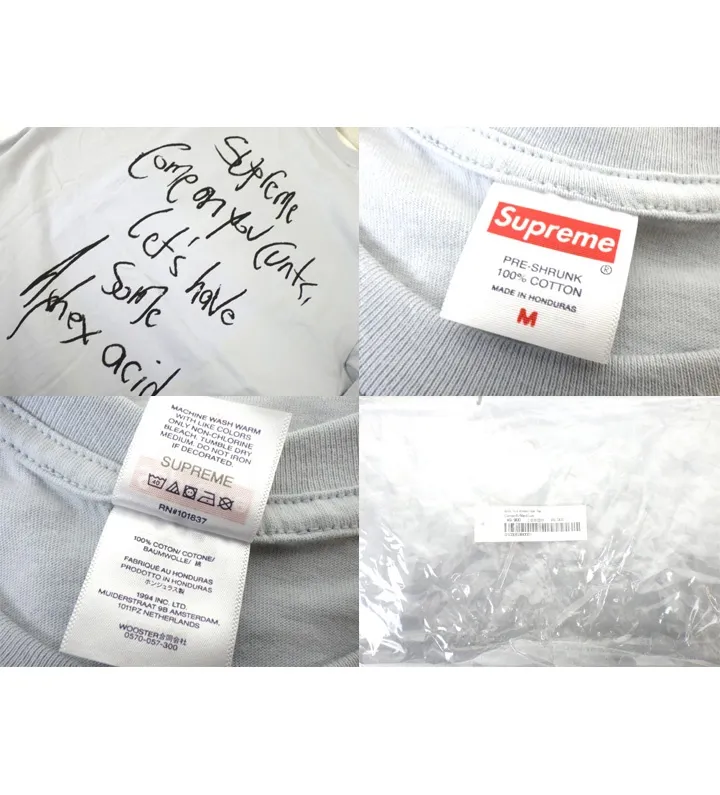 Supreme
Come on you Cunts,
let's have
Some
Aphex acid
Supreme
®
PRE-SHRUNK
100% COTTON
MADE IN HONDURAS
M
MACHINE WASH WARM
WITH LIKE COLORS
ONLY NON-CHLORINE
BLEACH. TUMBLE DRY
MEDIUM. DO NOT IRON
IF DECORATED.
SUPREME
40
RN#101837
100% COTON/ COTONE/
BAUMWOLLE/ 綿
FABRIQUÉ AU HONDURAS
PRODOTTO IN HONDURAS
ホンジュラス製
1994 INC. LTD.
MUIDERSTRAAT 9B AMSTERDAM,
1011PZ NETHERLANDS
WOOSTER合同会社
0570-057-300